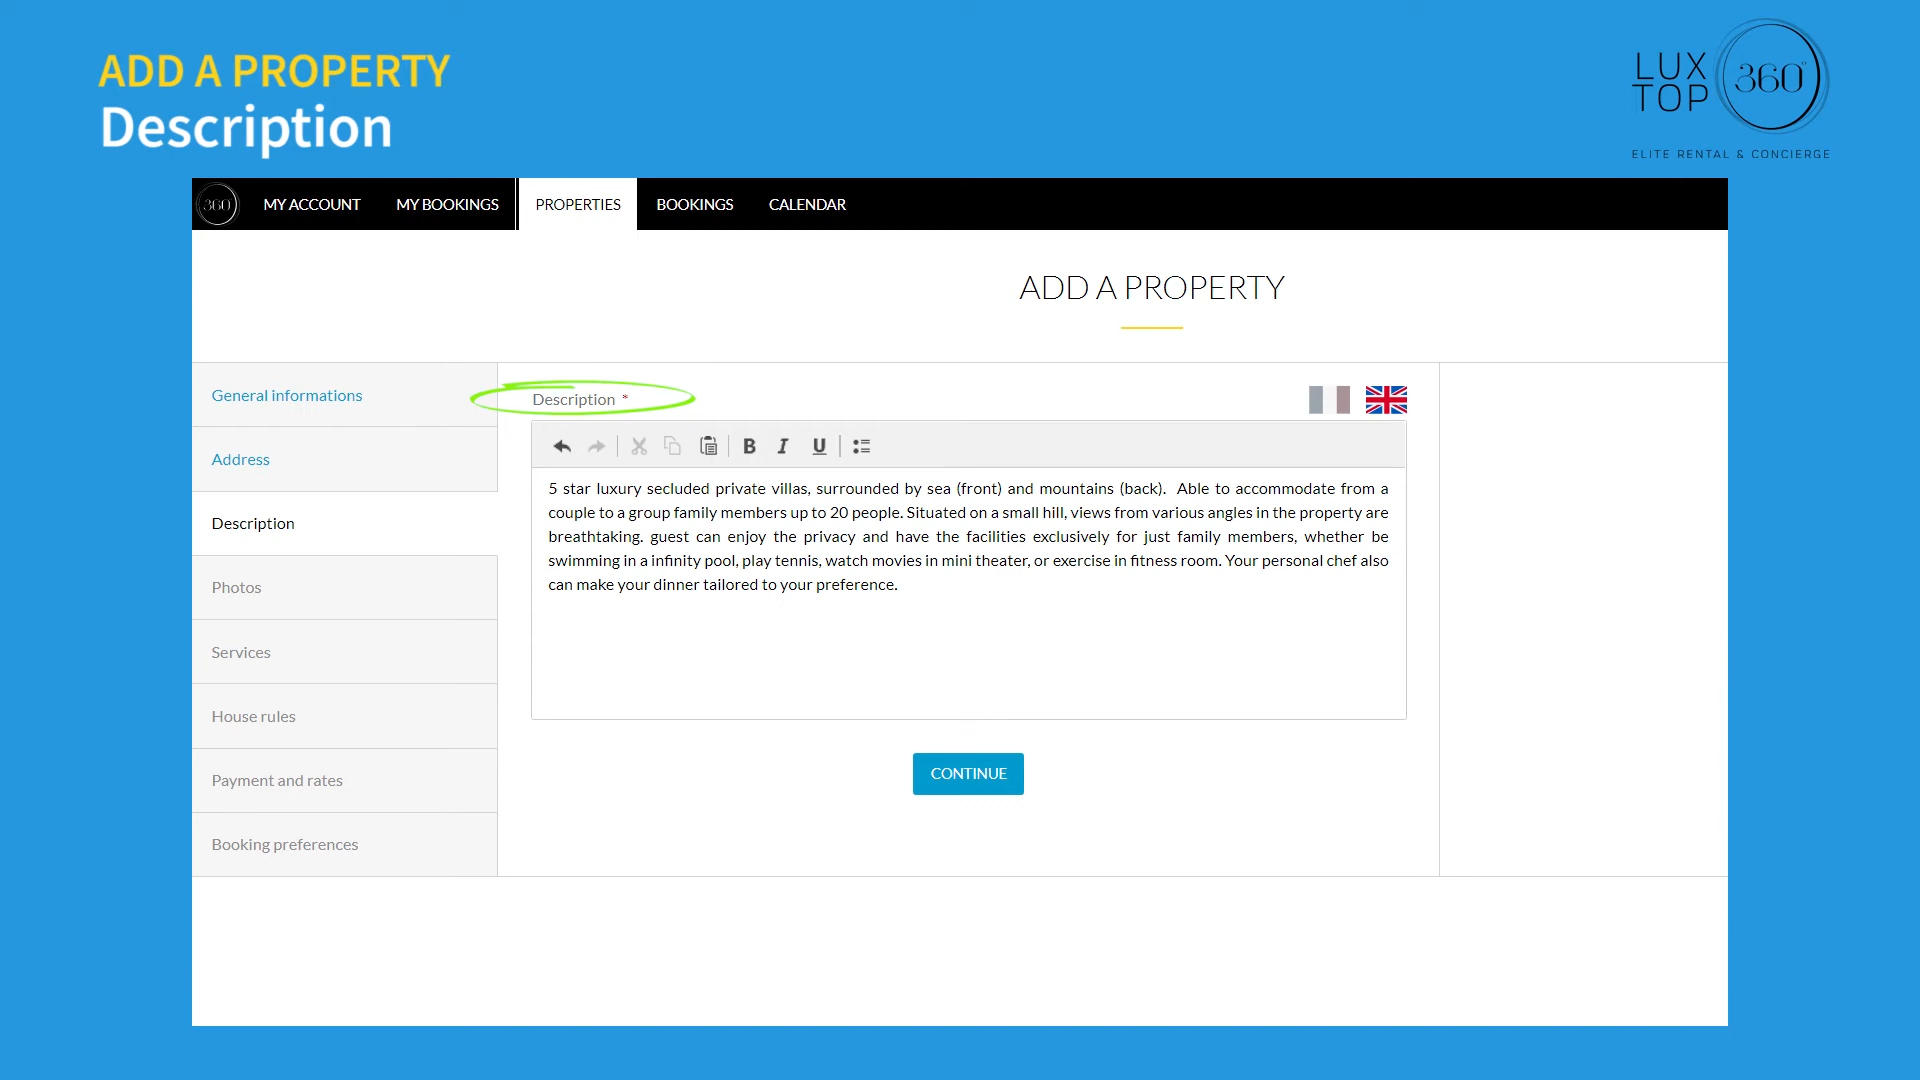 ADD A PROPERTY
Description
LUX
TOP
360°
ELITE RENTAL & CONCIERGE
360
MY ACCOUNT
MY BOOKINGS
PROPERTIES
BOOKINGS
CALENDAR
ADD A PROPERTY
General informations
Address
Description
Photos
Services
House rules
Payment and rates
Booking preferences
Description *
B I U
5 star luxury secluded private villas, surrounded by sea (front) and mountains (back).  Able to accommodate from a
couple to a group family members up to 20 people. Situated on a small hill, views from various angles in the property are
breathtaking. guest can enjoy the privacy and have the facilities exclusively for just family members, whether be
swimming in a infinity pool, play tennis, watch movies in mini theater, or exercise in fitness room. Your personal chef also
can make your dinner tailored to your preference.
CONTINUE